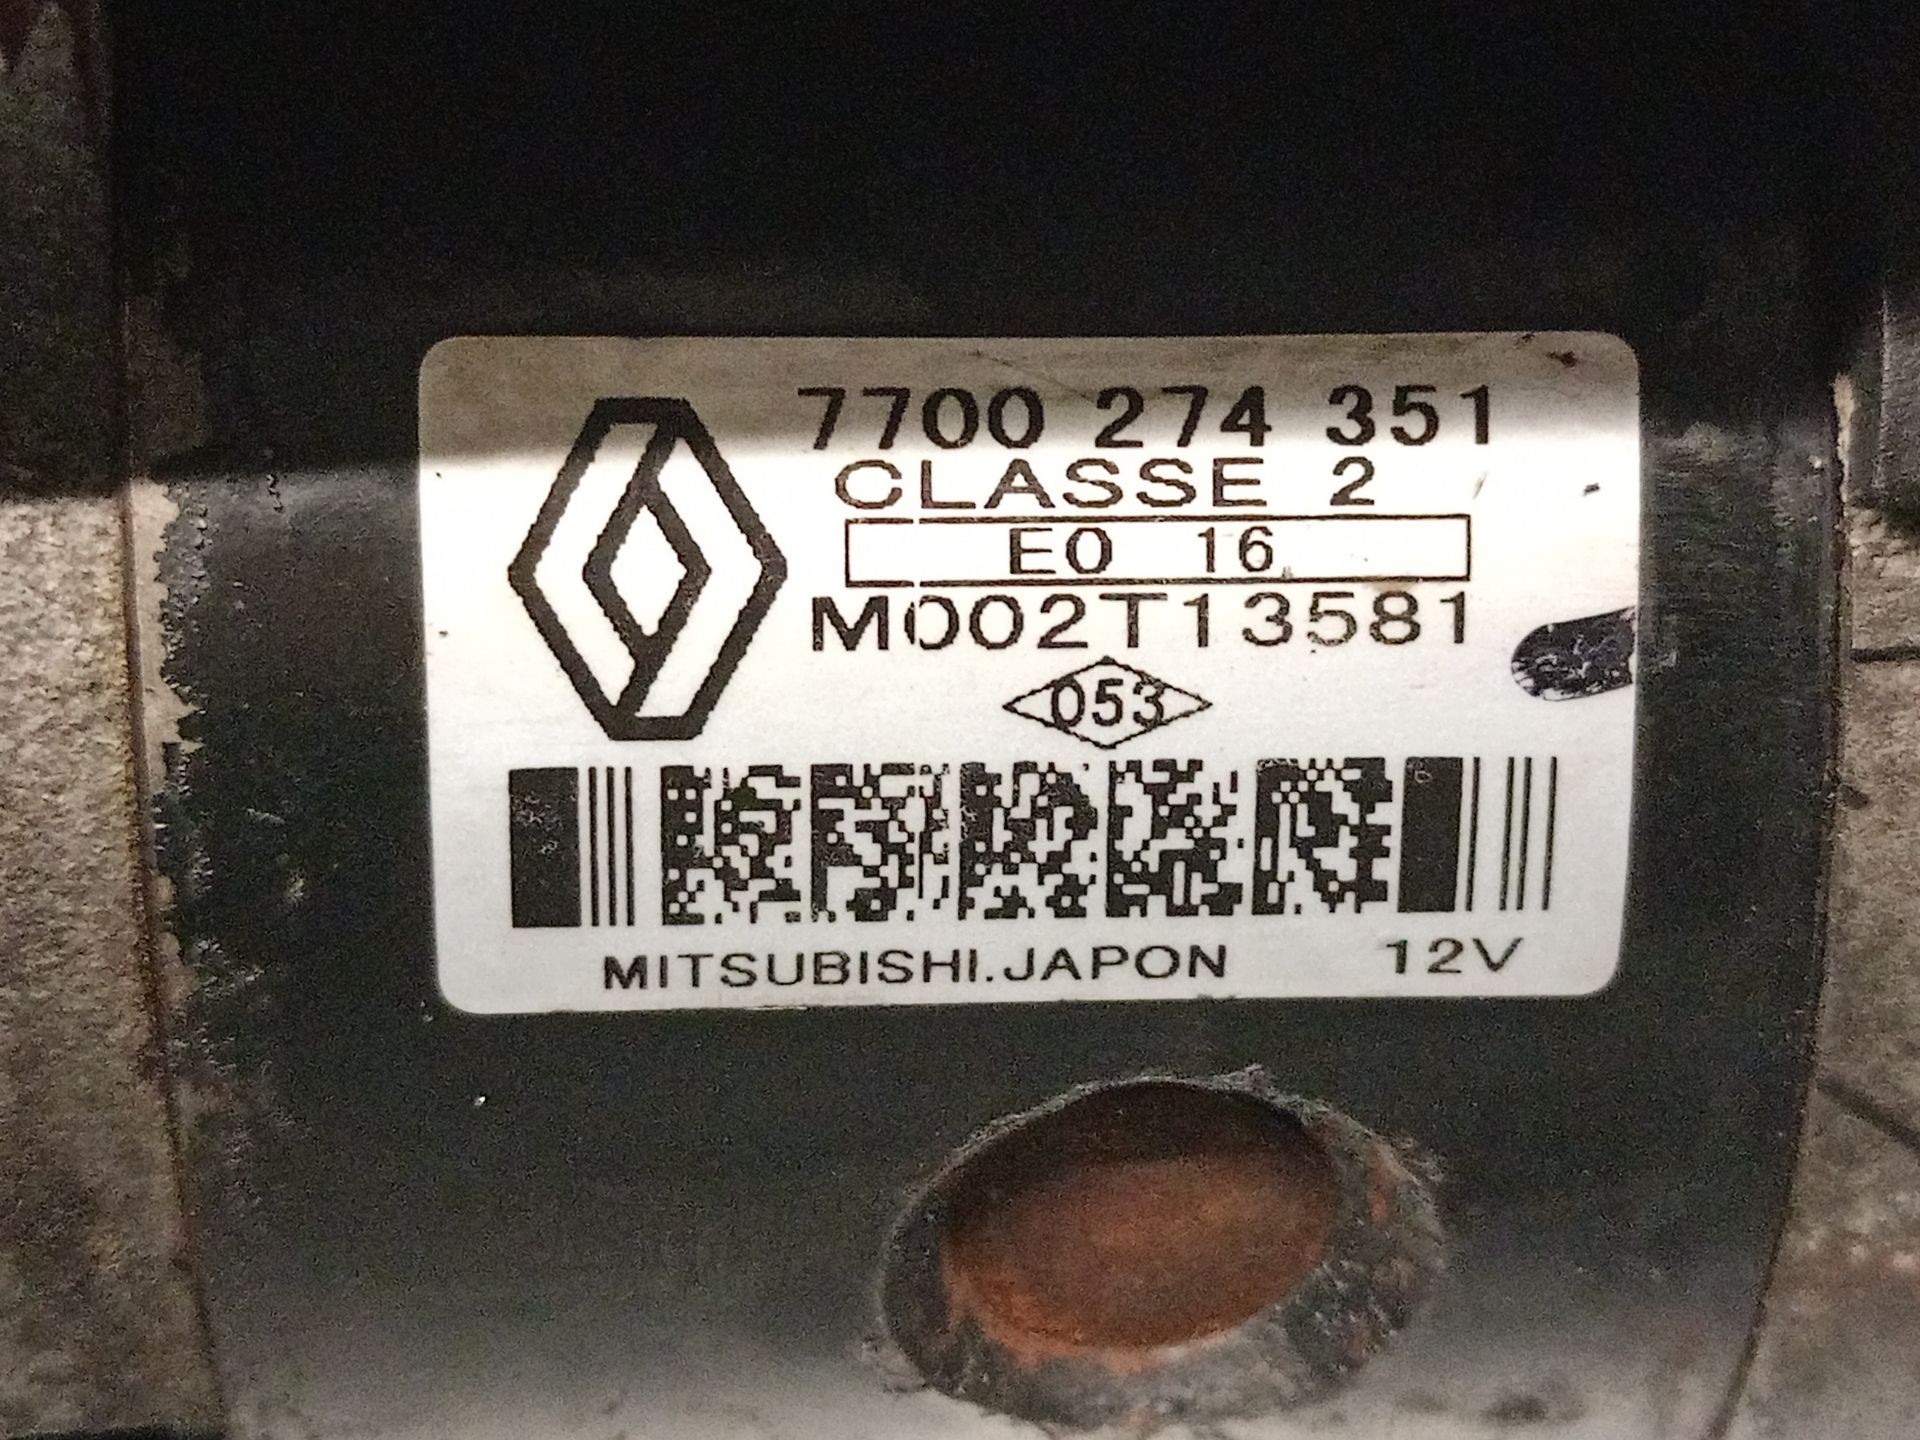 7700 274 351
CLASSE 2
E0 16
M002T13581
053
MITSUBISHI.JAPON 12V